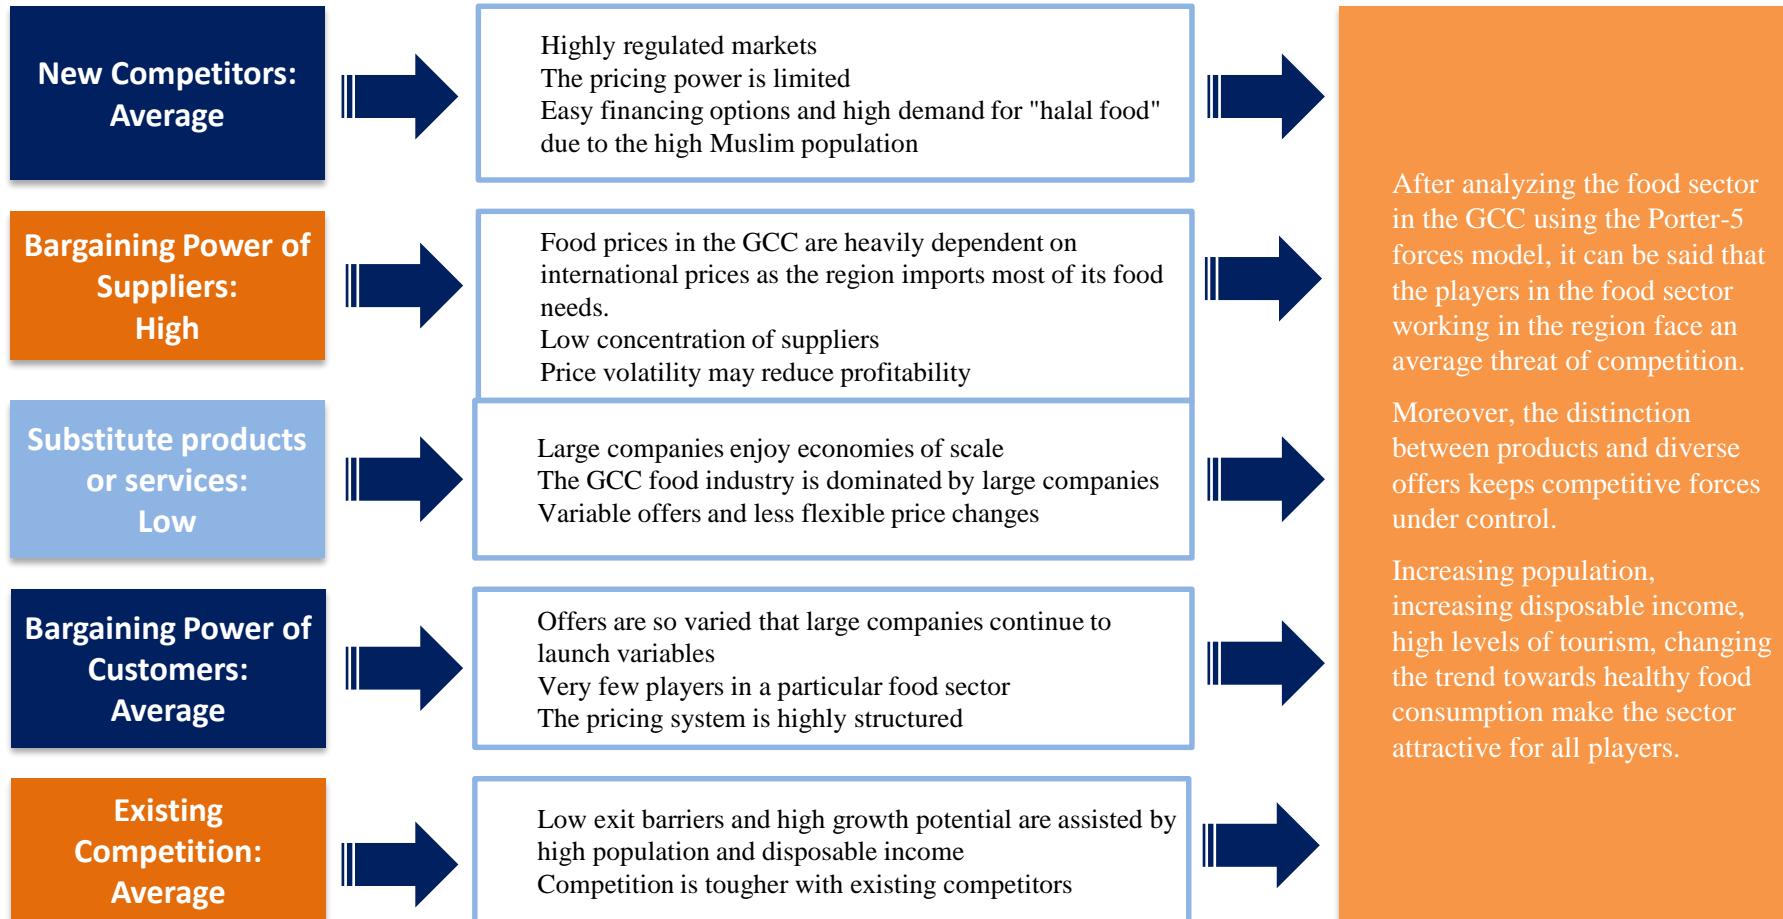 New Competitors:
Average
Highly regulated markets
The pricing power is limited
Easy financing options and high demand for "halal food"
due to the high Muslim population
Bargaining Power of
Suppliers:
High
Food prices in the GCC are heavily dependent on
international prices as the region imports most of its food
needs.
Low concentration of suppliers
Price volatility may reduce profitability
Substitute products
or services:
Low
Large companies enjoy economies of scale
The GCC food industry is dominated by large companies
Variable offers and less flexible price changes
Bargaining Power of
Customers:
Average
Offers are so varied that large companies continue to
launch variables
Very few players in a particular food sector
The pricing system is highly structured
Existing
Competition:
Average
Low exit barriers and high growth potential are assisted by
high population and disposable income
Competition is tougher with existing competitors
After analyzing the food sector
in the GCC using the Porter-5
forces model, it can be said that
the players in the food sector
working in the region face an
average threat of competition.
Moreover, the distinction
between products and diverse
offers keeps competitive forces
under control.
Increasing population,
increasing disposable income,
high levels of tourism, changing
the trend towards healthy food
consumption make the sector
attractive for all players.